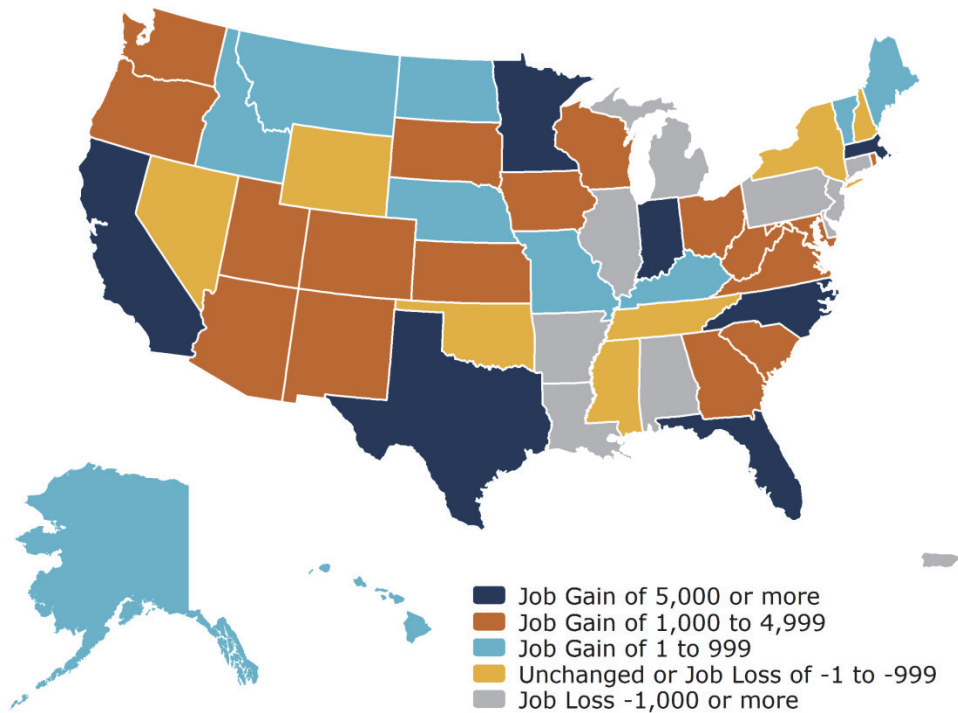 Job Gain of 5,000 or more
Job Gain of 1,000 to 4,999
Job Gain of 1 to 999
Unchanged or Job Loss of -1 to -999
Job Loss -1,000 or more